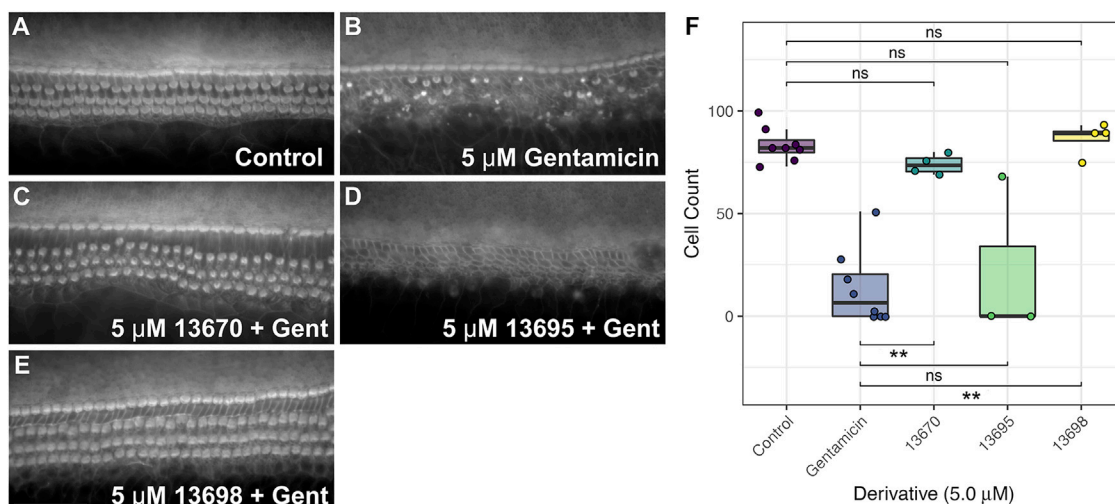 A
Control
B
5 μM Gentamicin
C
5 μM 13670 + Gent
D
5 μM 13695 + Gent
E
5 μM 13698 + Gent
F
ns
ns
ns
100
50
0
Cell Count
**
ns
**
Control
Gentamicin
13670
13695
13698
Derivative (5.0 μM)